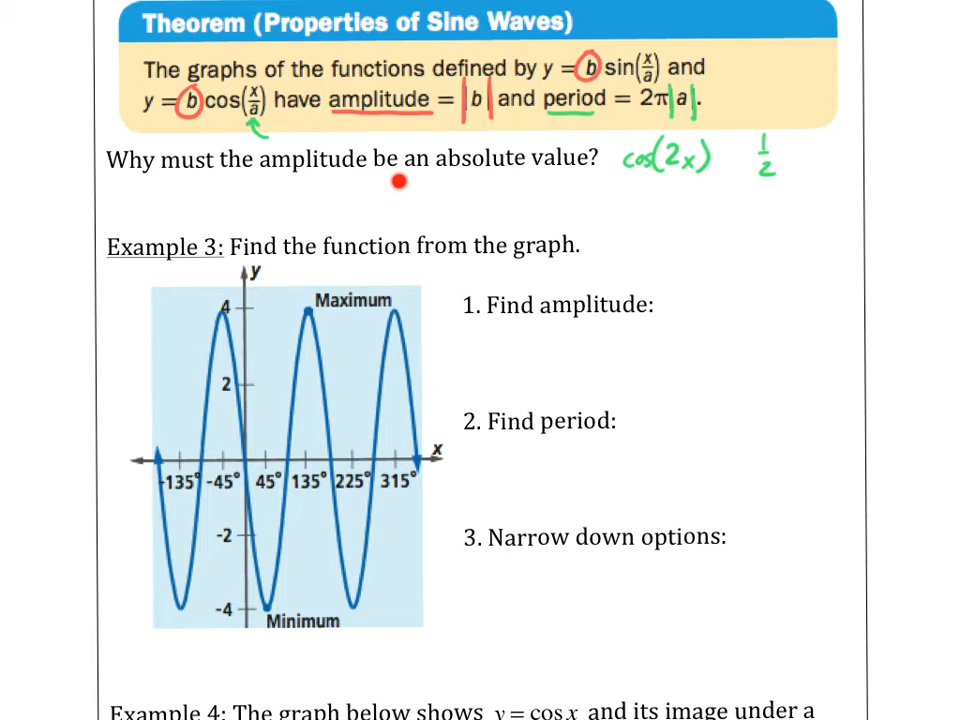 Theorem (Properties of Sine Waves)
The graphs of the functions defined by y = b sin(x/a) and
y = b cos(x/a) have amplitude = |b| and period = 2π|a|.
Why must the amplitude be an absolute value? cos(2x) 1/2
Example 3: Find the function from the graph.
y
4 Maximum
1. Find amplitude:
2
2. Find period:
x
-135° -45° 45° 135° 225° 315°
-2
3. Narrow down options:
-4
Minimum
Example 4: The graph below shows y = cos x and its image under a